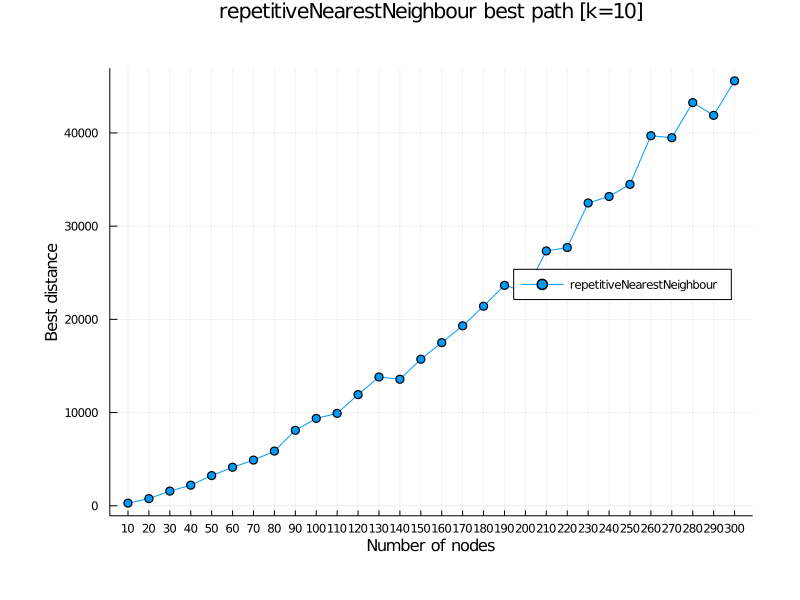 repetitiveNearestNeighbour best path [k=10]
Best distance
40000
30000
20000
10000
0
repetitiveNearestNeighbour
10 20 30 40 50 60 70 80 90 100 110 120 130 140 150 160 170 180 190 200 210 220 230 240 250 260 270 280 290 300
Number of nodes